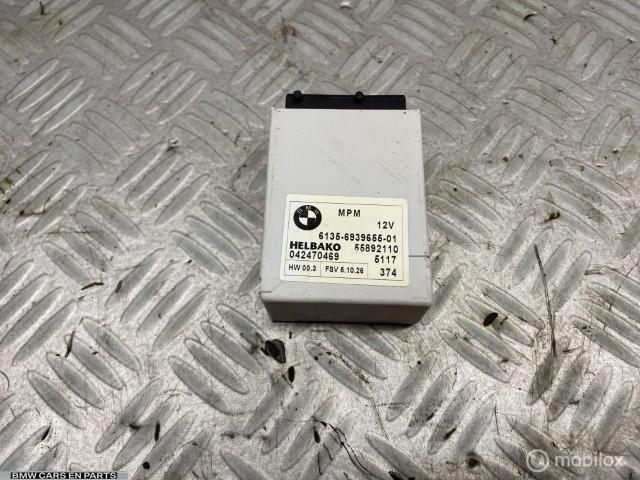 MPM
12V
6135-6939655-01
HELBAKO 55892110
042470469 5117
HW 00.3 FSV 5.10.26 374
BMW CARS EN PARTS
mobilox